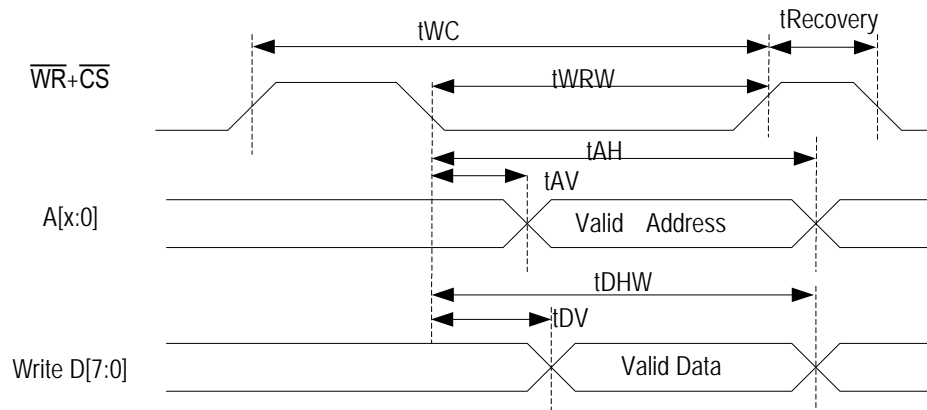 tWC
tRecovery
WR+CS
tWRW
tAH
tAV
A[x:0]
Valid Address
tDHW
tDV
Write D[7:0]
Valid Data